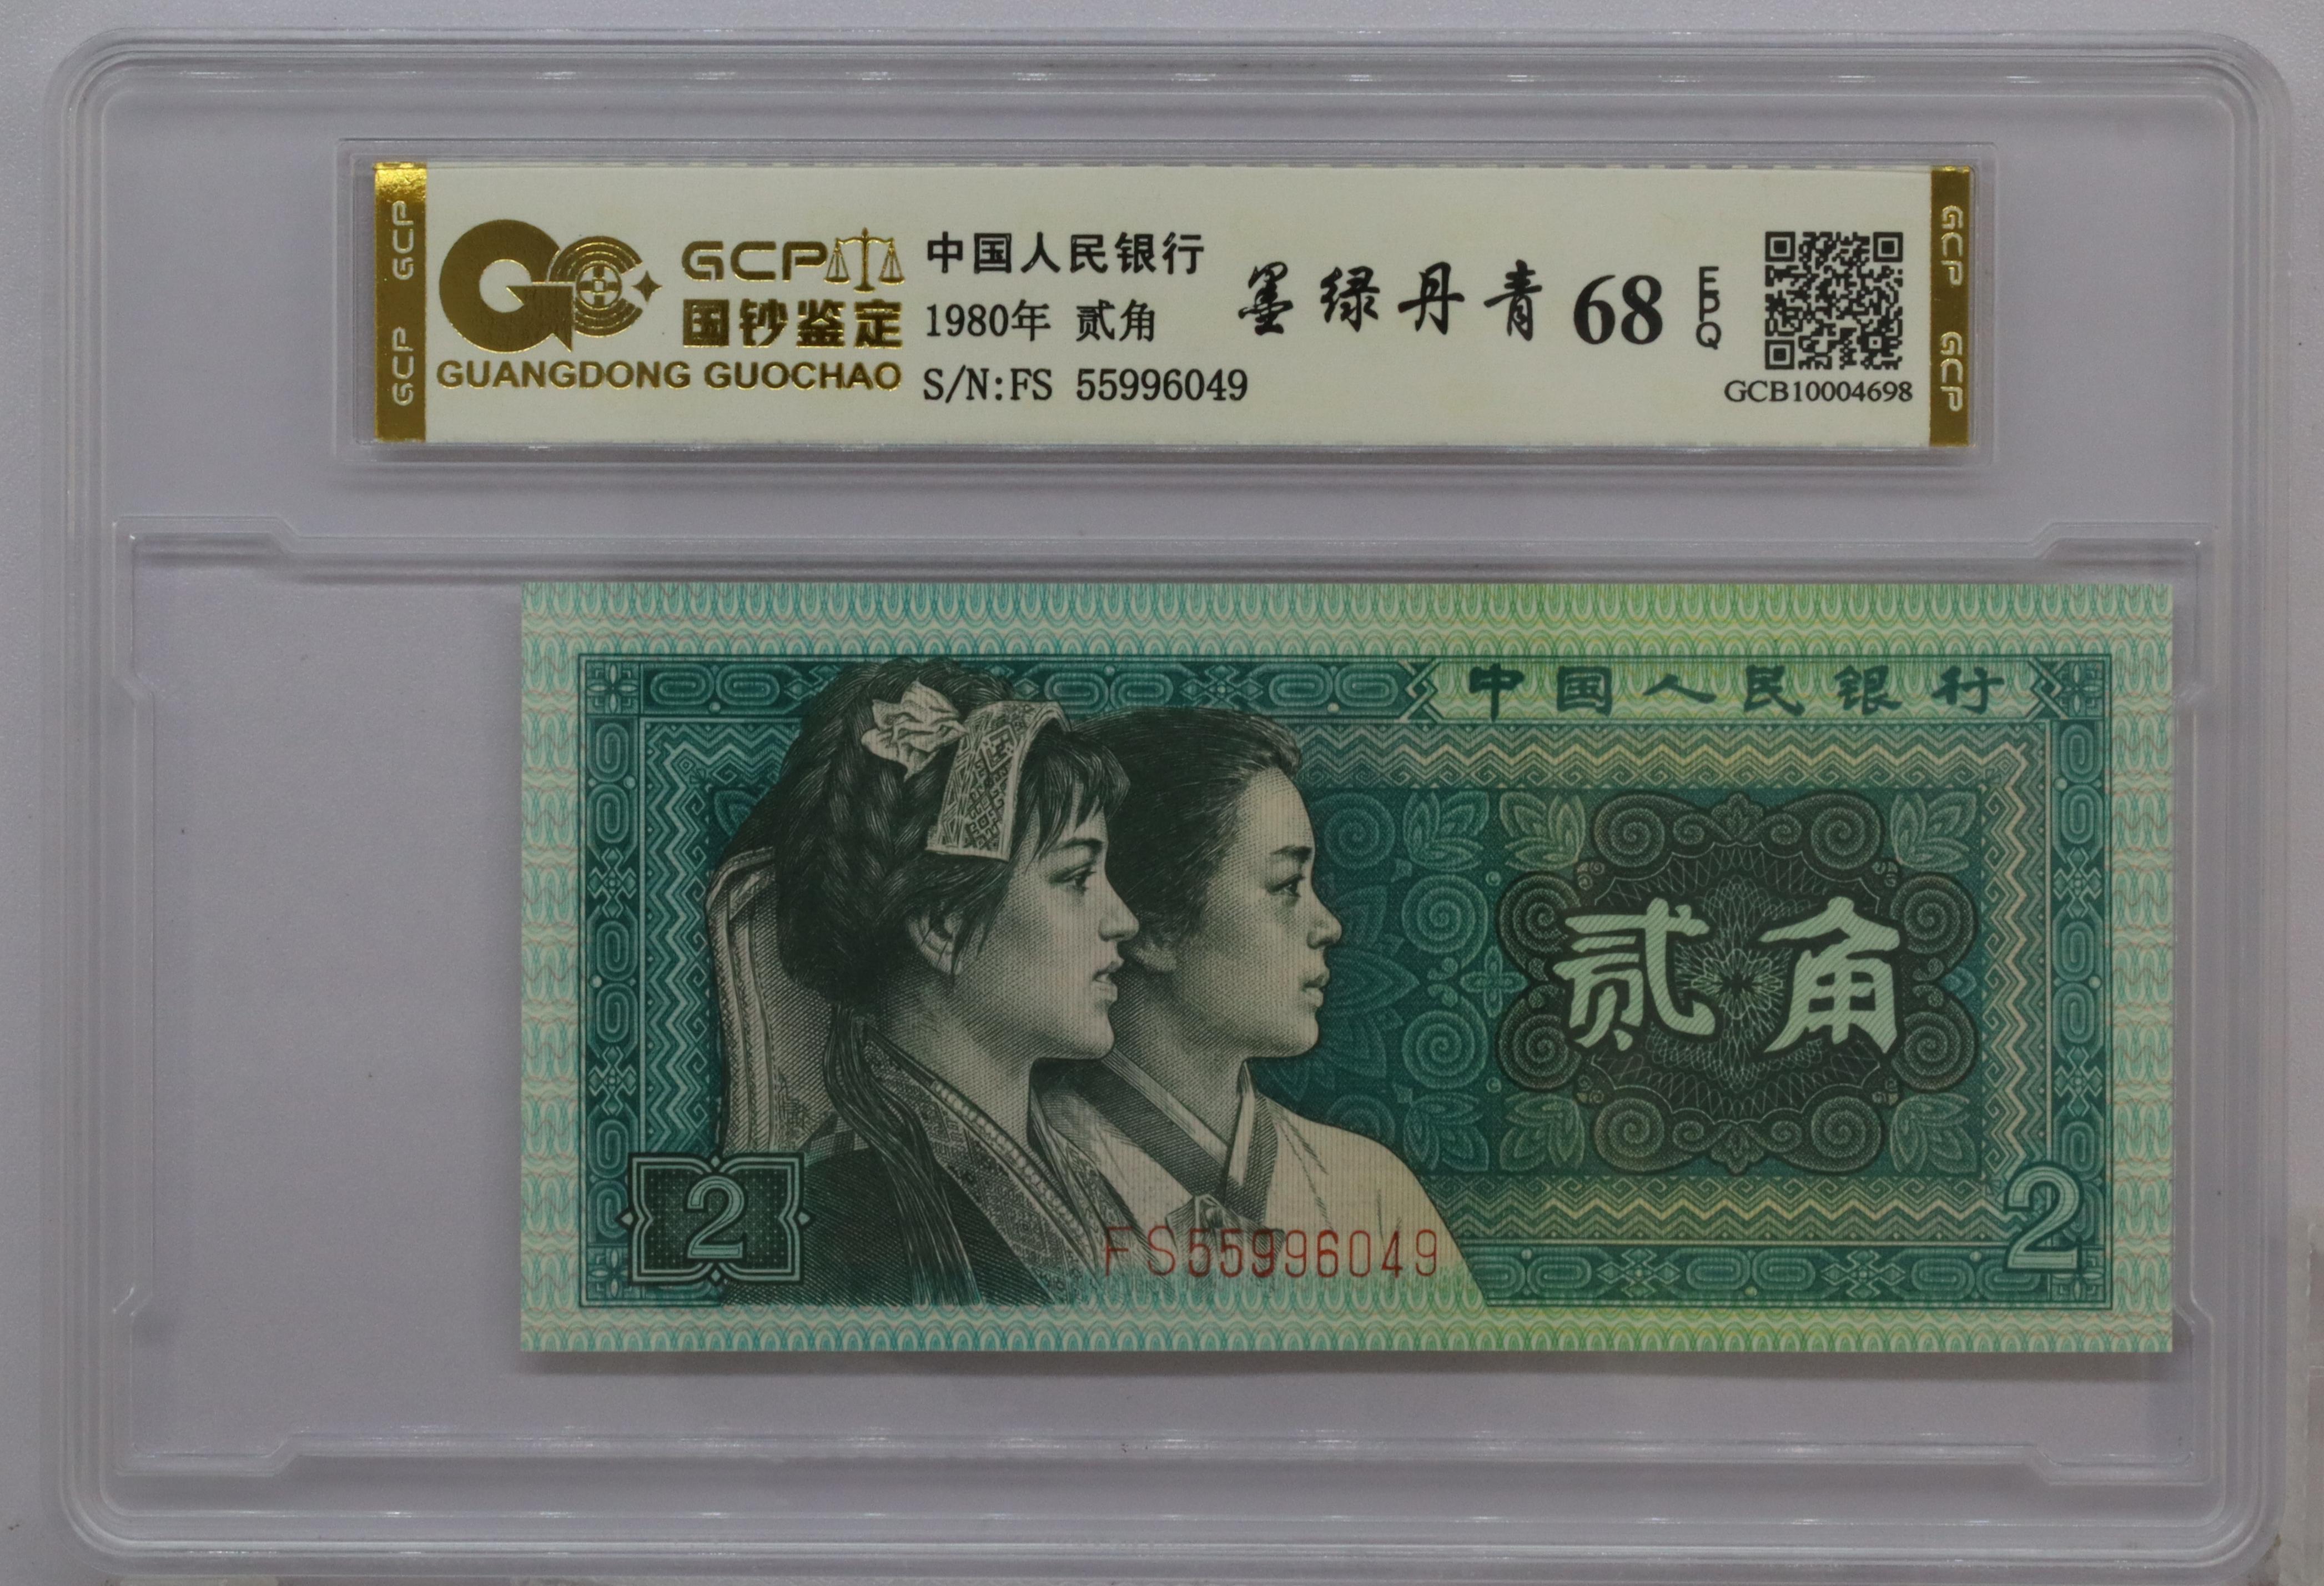 GCP GCP
GCP
国钞鉴定
GUANGDONG GUOCHAO
中国人民银行
1980年 贰角
S/N:FS 55996049
墨绿丹青 68 EPQ
GCB10004698
GCP GCP
中国人民银行
贰角
2
FS55996049
2